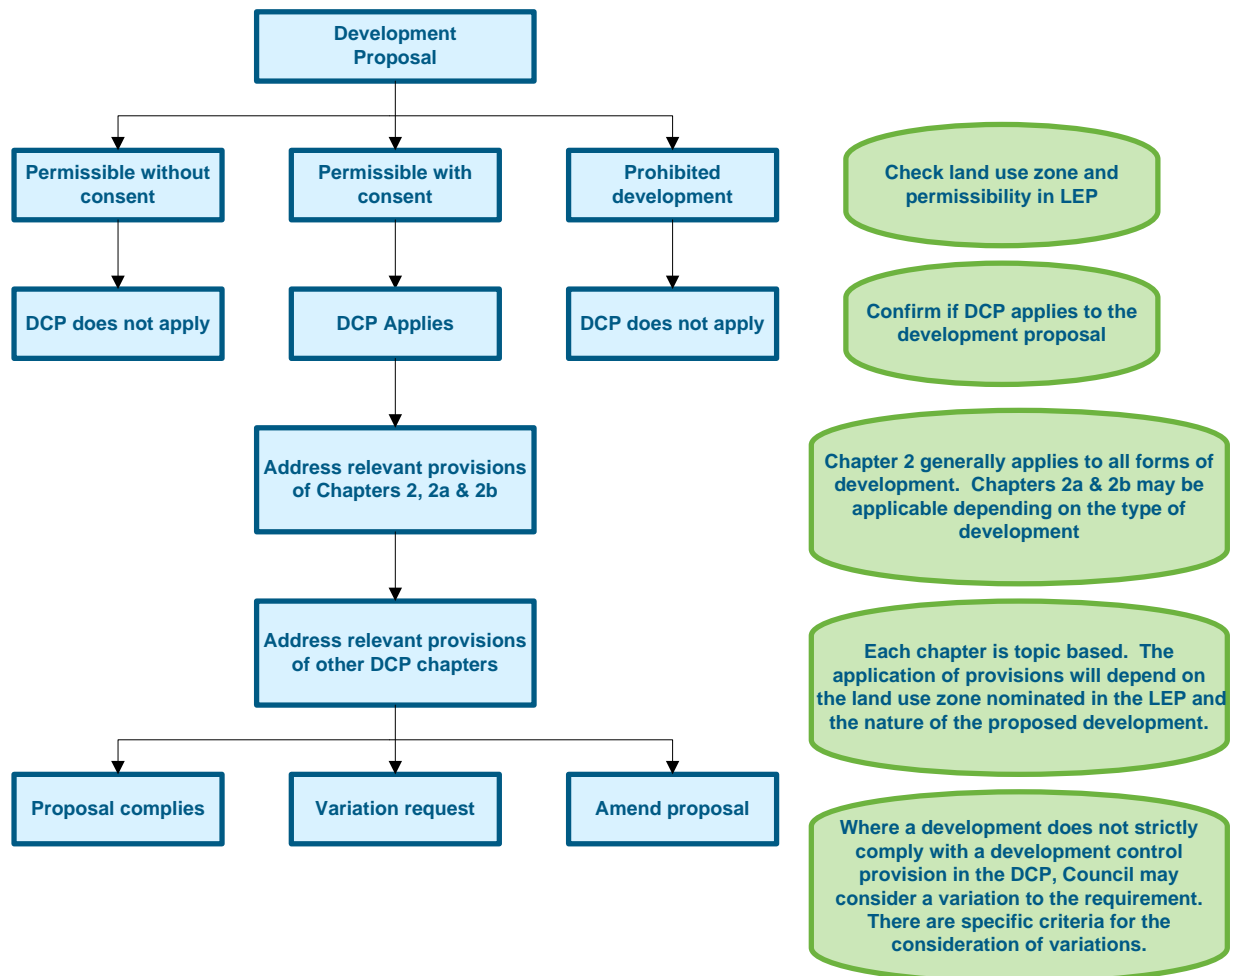 Development
Proposal
Permissible without
consent
Permissible with
consent
Prohibited
development
Check land use zone and
permissibility in LEP
DCP does not apply
DCP Applies
DCP does not apply
Confirm if DCP applies to the
development proposal
Address relevant provisions
of Chapters 2, 2a & 2b
Chapter 2 generally applies to all forms of
development.  Chapters 2a & 2b may be
applicable depending on the type of
development
Address relevant provisions
of other DCP chapters
Each chapter is topic based.  The
application of provisions will depend on
the land use zone nominated in the LEP and
the nature of the proposed development.
Proposal complies
Variation request
Amend proposal
Where a development does not strictly
comply with a development control
provision in the DCP, Council may
consider a variation to the requirement.
There are specific criteria for the
consideration of variations.